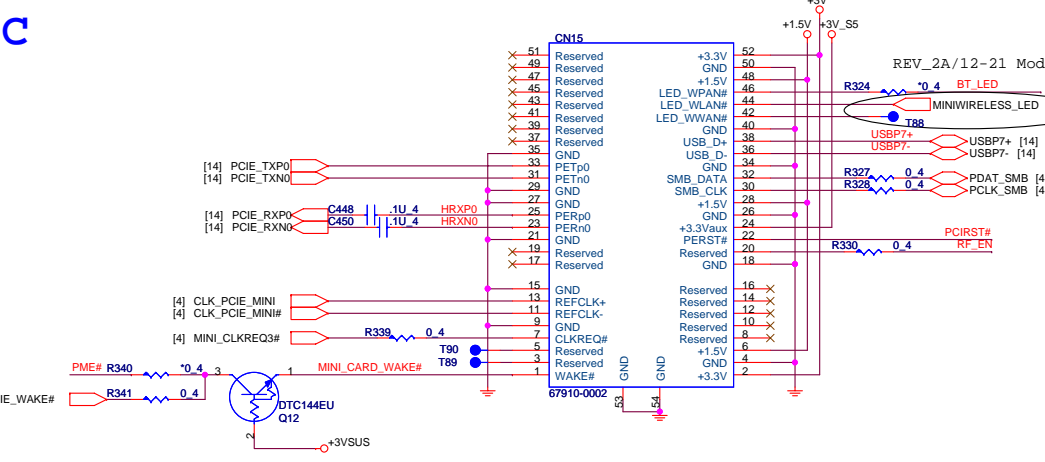 +3V
C
+1.5V +3V_S5
CN15
REV_2A/12-21 Mod
51 Reserved +3.3V 52
49 Reserved GND 50
47 Reserved +1.5V 48
45 Reserved LED_WPAN# 46 R324 *0_4 BT_LED
43 Reserved LED_WLAN# 44 MINIWIRELESS_LED
41 Reserved LED_WWAN# 42 T88
39 Reserved GND 40
37 Reserved USB_D+ 38 USBP7+ USBP7+ [14]
35 GND USB_D- 36 USBP7- USBP7- [14]
[14] PCIE_TXP0 33 PETp0 GND 34
[14] PCIE_TXN0 31 PETn0 SMB_DATA 32 R327 0_4 PDAT_SMB [4
29 GND SMB_CLK 30 R328 0_4 PCLK_SMB [4
27 GND +1.5V 28
[14] PCIE_RXP0 C448 .1U_4 HRXP0 25 PERp0 GND 26
[14] PCIE_RXN0 C450 .1U_4 HRXN0 23 PERn0 +3.3Vaux 24
21 GND PERST# 22 PCIRST#
19 Reserved Reserved 20 R330 0_4 RF_EN
17 Reserved GND 18
15 GND Reserved 16
[4] CLK_PCIE_MINI 13 REFCLK+ Reserved 14
[4] CLK_PCIE_MINI# 11 REFCLK- Reserved 12
9 GND Reserved 10
[4] MINI_CLKREQ3# R339 0_4 7 CLKREQ# Reserved 8
T90 5 Reserved +1.5V 6
T89 3 Reserved GND 4
PME# R340 *0_4 3 1 MINI_CARD_WAKE# 1 WAKE# +3.3V 2
GND GND
67910-0002
53 54
IE_WAKE# R341 0_4
DTC144EU
Q12
2
+3VSUS